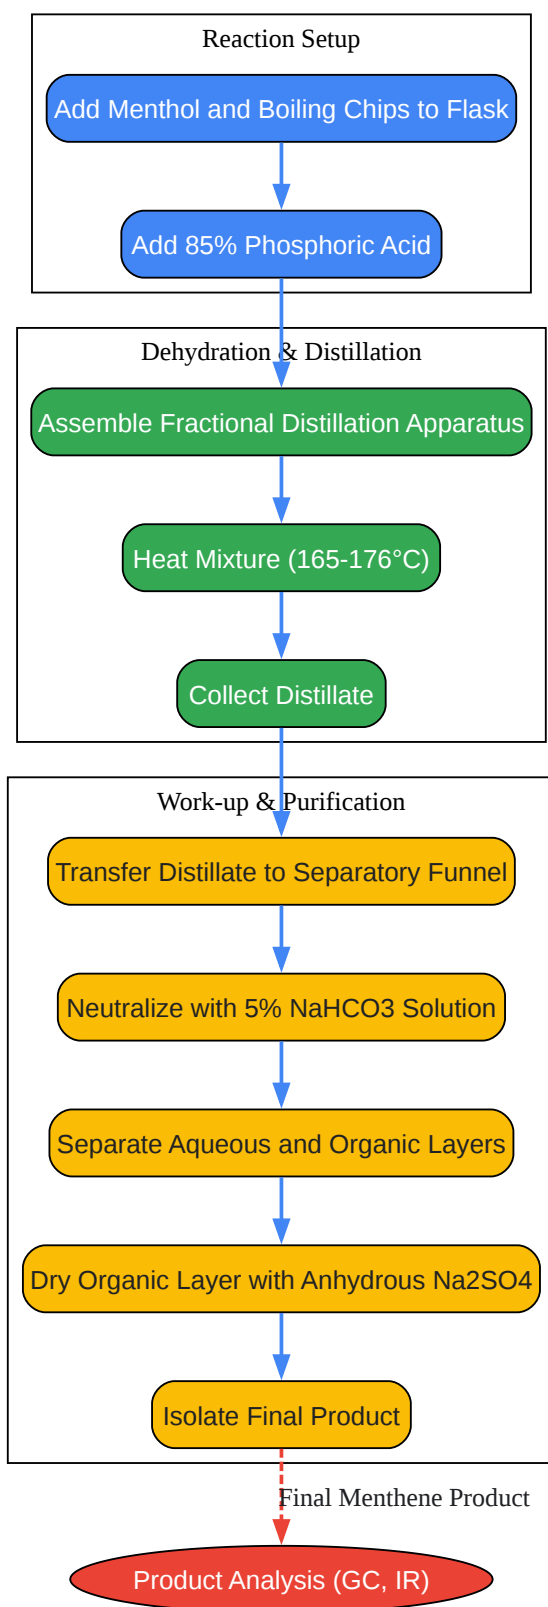 Reaction Setup
Add Menthol and Boiling Chips to Flask
Add 85% Phosphoric Acid
Dehydration & Distillation
Assemble Fractional Distillation Apparatus
Heat Mixture (165-176°C)
Collect Distillate
Work-up & Purification
Transfer Distillate to Separatory Funnel
Neutralize with 5% NaHCO3 Solution
Separate Aqueous and Organic Layers
Dry Organic Layer with Anhydrous Na2SO4
Isolate Final Product
Final Menthene Product
Product Analysis (GC, IR)